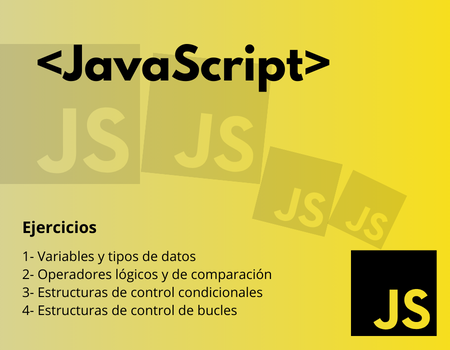 <JavaScript>
JS
JS
JS
JS
Ejercicios
1- Variables y tipos de datos
2- Operadores lógicos y de comparación
3- Estructuras de control condicionales
4- Estructuras de control de bucles
JS